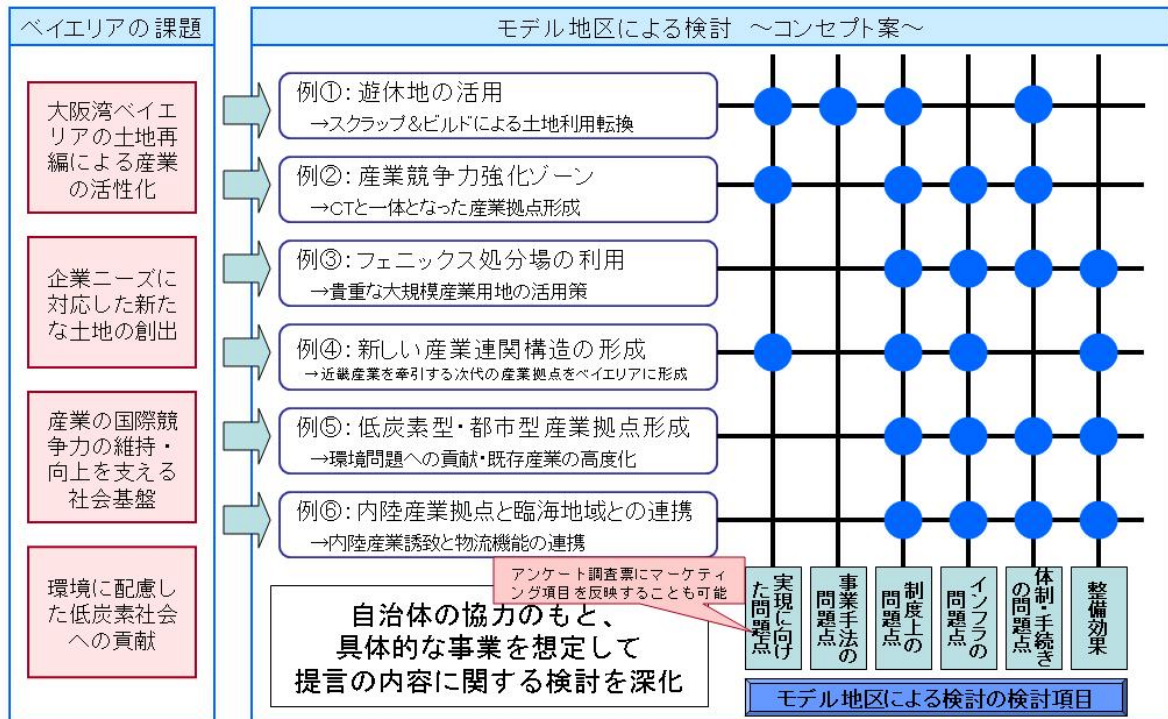 ベイエリアの課題
大阪湾ベイエ
リアの土地再
編による産業
の活性化
企業ニーズに
対応した新た
な土地の創出
産業の国際競
争力の維持・
向上を支える
社会基盤
環境に配慮し
た低炭素社会
への貢献
モデル地区による検討 ～コンセプト案～
例①：遊休地の活用
→スクラップ&ビルドによる土地利用転換
例②：産業競争力強化ゾーン
→CTと一体となった産業拠点形成
例③：フェニックス処分場の利用
→貴重な大規模産業用地の活用策
例④：新しい産業連関構造の形成
→近畿産業を牽引する次代の産業拠点をベイエリアに形成
例⑤：低炭素型・都市型産業拠点形成
→環境問題への貢献・既存産業の高度化
例⑥：内陸産業拠点と臨海地域との連携
→内陸産業誘致と物流機能の連携
アンケート調査票にマーケティ
ング項目を反映することも可能
自治体の協力のもと、
具体的な事業を想定して
提言の内容に関する検討を深化
実現に向け
た問題点
事業手法の
問題点
制度上の
問題点
インフラの
問題点
体制・手続き
の問題点
整備効果
モデル地区による検討の検討項目